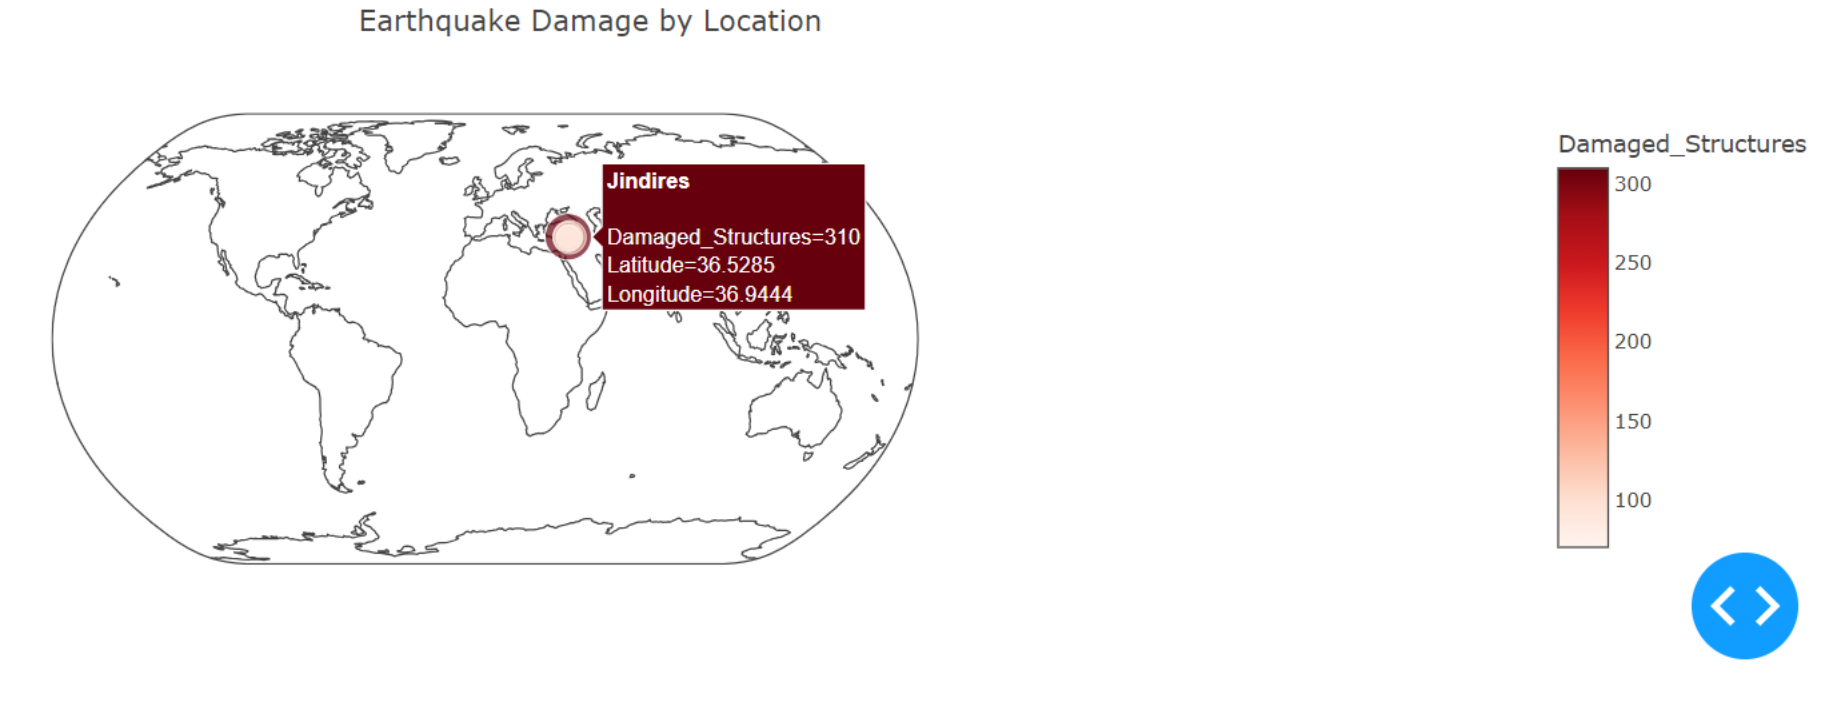 Earthquake Damage by Location
Damaged_Structures
Jindires
Damaged_Structures=310
Latitude=36.5285
Longitude=36.9444
300
250
200
150
100